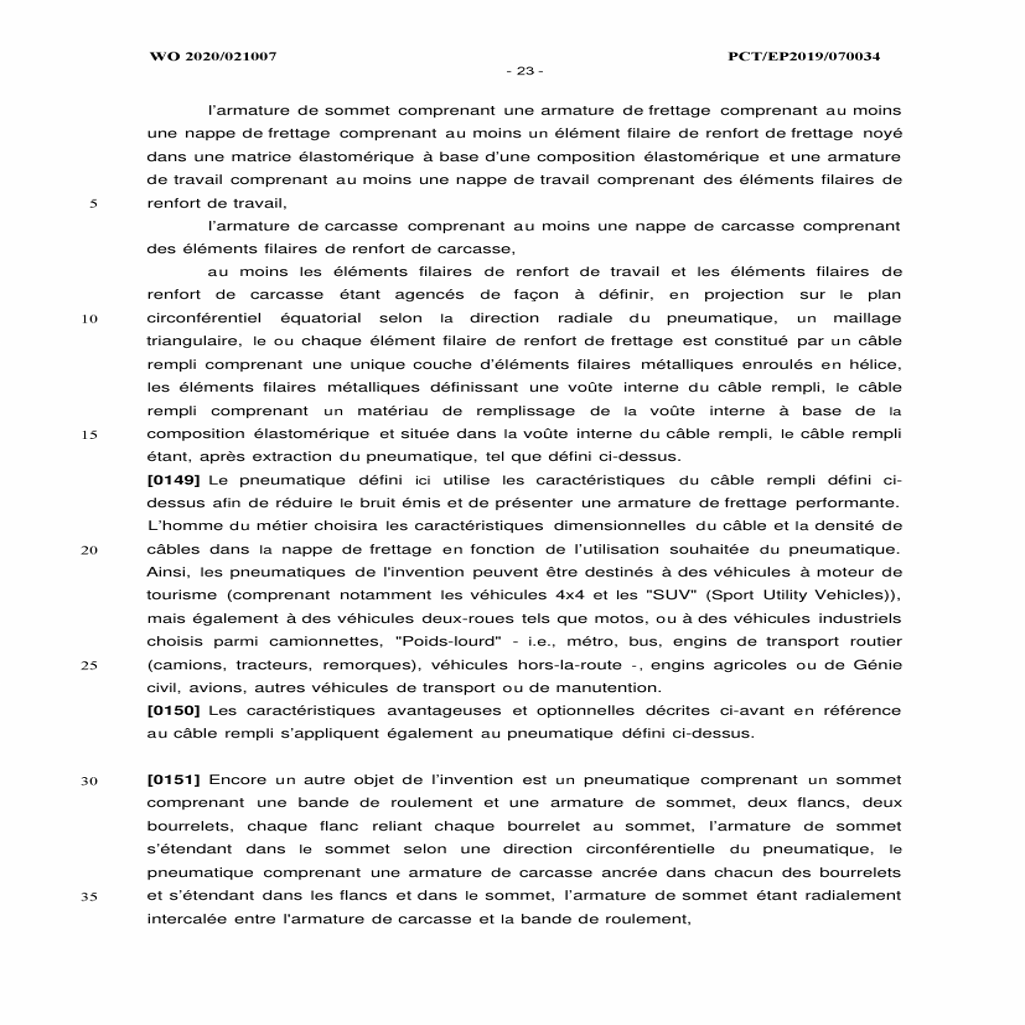 WO 2020/021007 PCT/EP2019/070034
- 23 -
l'armature de sommet comprenant une armature de frettage comprenant au moins
une nappe de frettage comprenant au moins un élément filaire de renfort de frettage noyé
dans une matrice élastomérique à base d'une composition élastomérique et une armature
de travail comprenant au moins une nappe de travail comprenant des éléments filaires de
5 renfort de travail,
l'armature de carcasse comprenant au moins une nappe de carcasse comprenant
des éléments filaires de renfort de carcasse,
au moins les éléments filaires de renfort de travail et les éléments filaires de
renfort de carcasse étant agencés de façon à définir, en projection sur le plan
10 circonférentiel équatorial selon la direction radiale du pneumatique, un maillage
triangulaire, le ou chaque élément filaire de renfort de frettage est constitué par un câble
rempli comprenant une unique couche d'éléments filaires métalliques enroulés en hélice,
les éléments filaires métalliques définissant une voûte interne du câble rempli, le câble
rempli comprenant un matériau de remplissage de la voûte interne à base de la
15 composition élastomérique et située dans la voûte interne du câble rempli, le câble rempli
étant, après extraction du pneumatique, tel que défini ci-dessus.
[0149] Le pneumatique défini ici utilise les caractéristiques du câble rempli défini ci-
dessus afin de réduire le bruit émis et de présenter une armature de frettage performante.
L'homme du métier choisira les caractéristiques dimensionnelles du câble et la densité de
20 câbles dans la nappe de frettage en fonction de l'utilisation souhaitée du pneumatique.
Ainsi, les pneumatiques de l'invention peuvent être destinés à des véhicules à moteur de
tourisme (comprenant notamment les véhicules 4x4 et les "SUV" (Sport Utility Vehicles)),
mais également à des véhicules deux-roues tels que motos, ou à des véhicules industriels
choisis parmi camionnettes, "Poids-lourd" - i.e., métro, bus, engins de transport routier
25 (camions, tracteurs, remorques), véhicules hors-la-route -, engins agricoles ou de Génie
civil, avions, autres véhicules de transport ou de manutention.
[0150] Les caractéristiques avantageuses et optionnelles décrites ci-avant en référence
au câble rempli s'appliquent également au pneumatique défini ci-dessus.
30 [0151] Encore un autre objet de l'invention est un pneumatique comprenant un sommet
comprenant une bande de roulement et une armature de sommet, deux flancs, deux
bourrelets, chaque flanc reliant chaque bourrelet au sommet, l'armature de sommet
s'étendant dans le sommet selon une direction circonférentielle du pneumatique, le
pneumatique comprenant une armature de carcasse ancrée dans chacun des bourrelets
35 et s'étendant dans les flancs et dans le sommet, l'armature de sommet étant radialement
intercalée entre l'armature de carcasse et la bande de roulement,